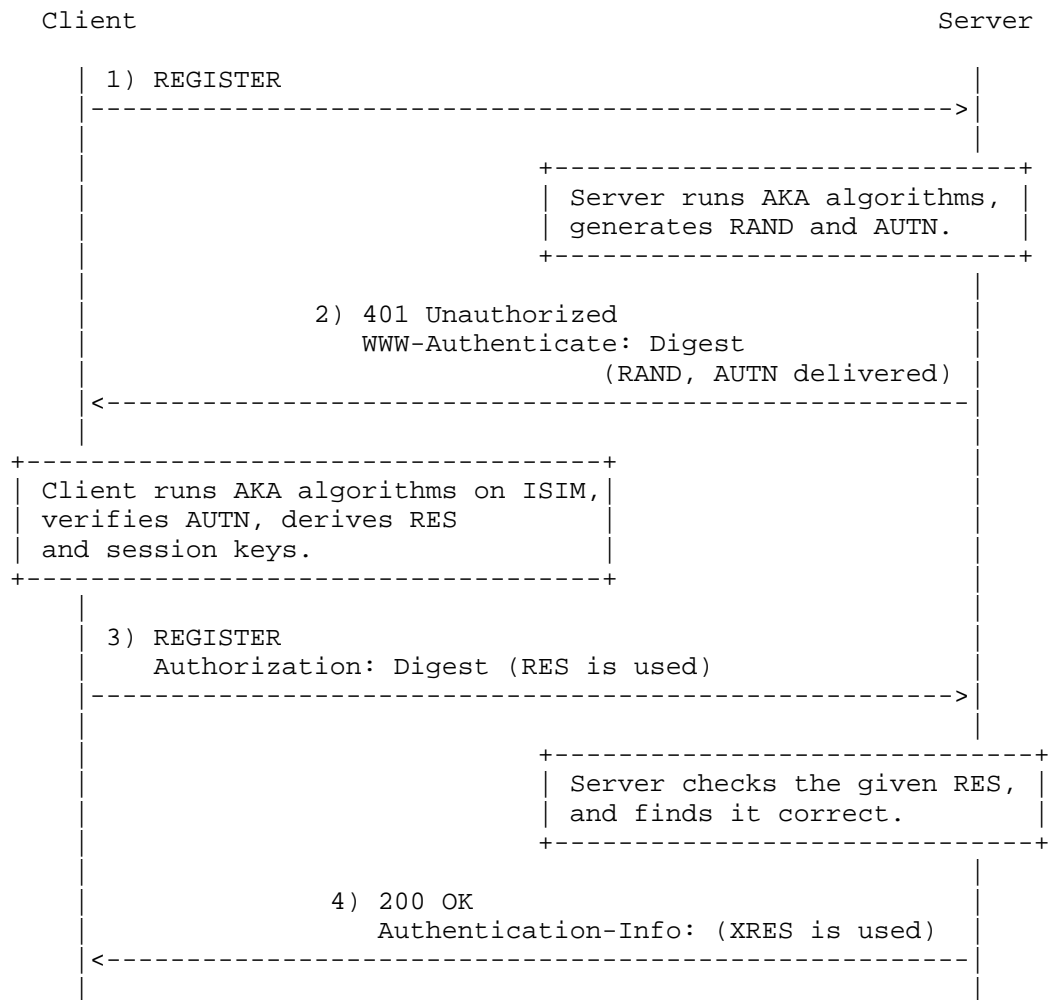 Client Server
1) REGISTER
Server runs AKA algorithms,
generates RAND and AUTN.
2) 401 Unauthorized
WWW-Authenticate: Digest
(RAND, AUTN delivered)
Client runs AKA algorithms on ISIM,
verifies AUTN, derives RES
and session keys.
3) REGISTER
Authorization: Digest (RES is used)
Server checks the given RES,
and finds it correct.
4) 200 OK
Authentication-Info: (XRES is used)